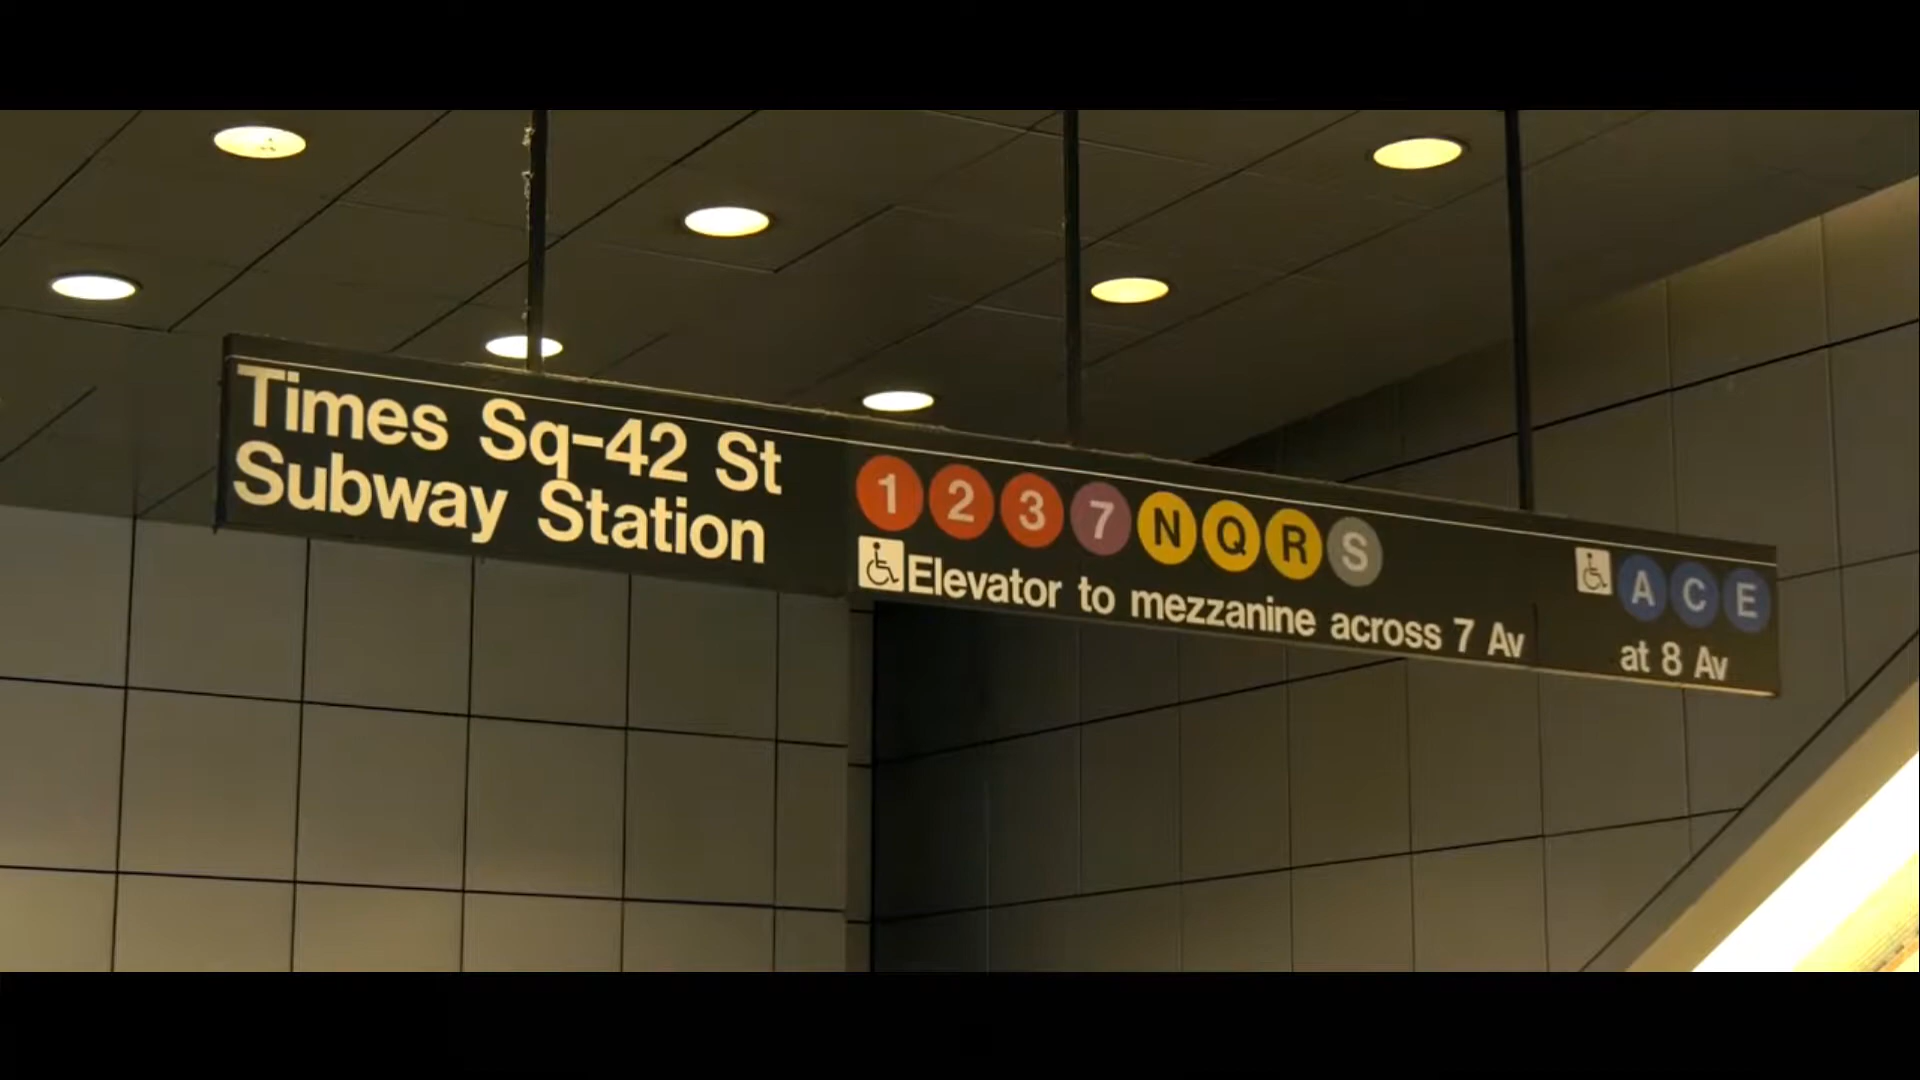 Times Sq-42 St
Subway Station
1 2 3 7 N Q R S
Elevator to mezzanine across 7 Av
A C E
at 8 Av